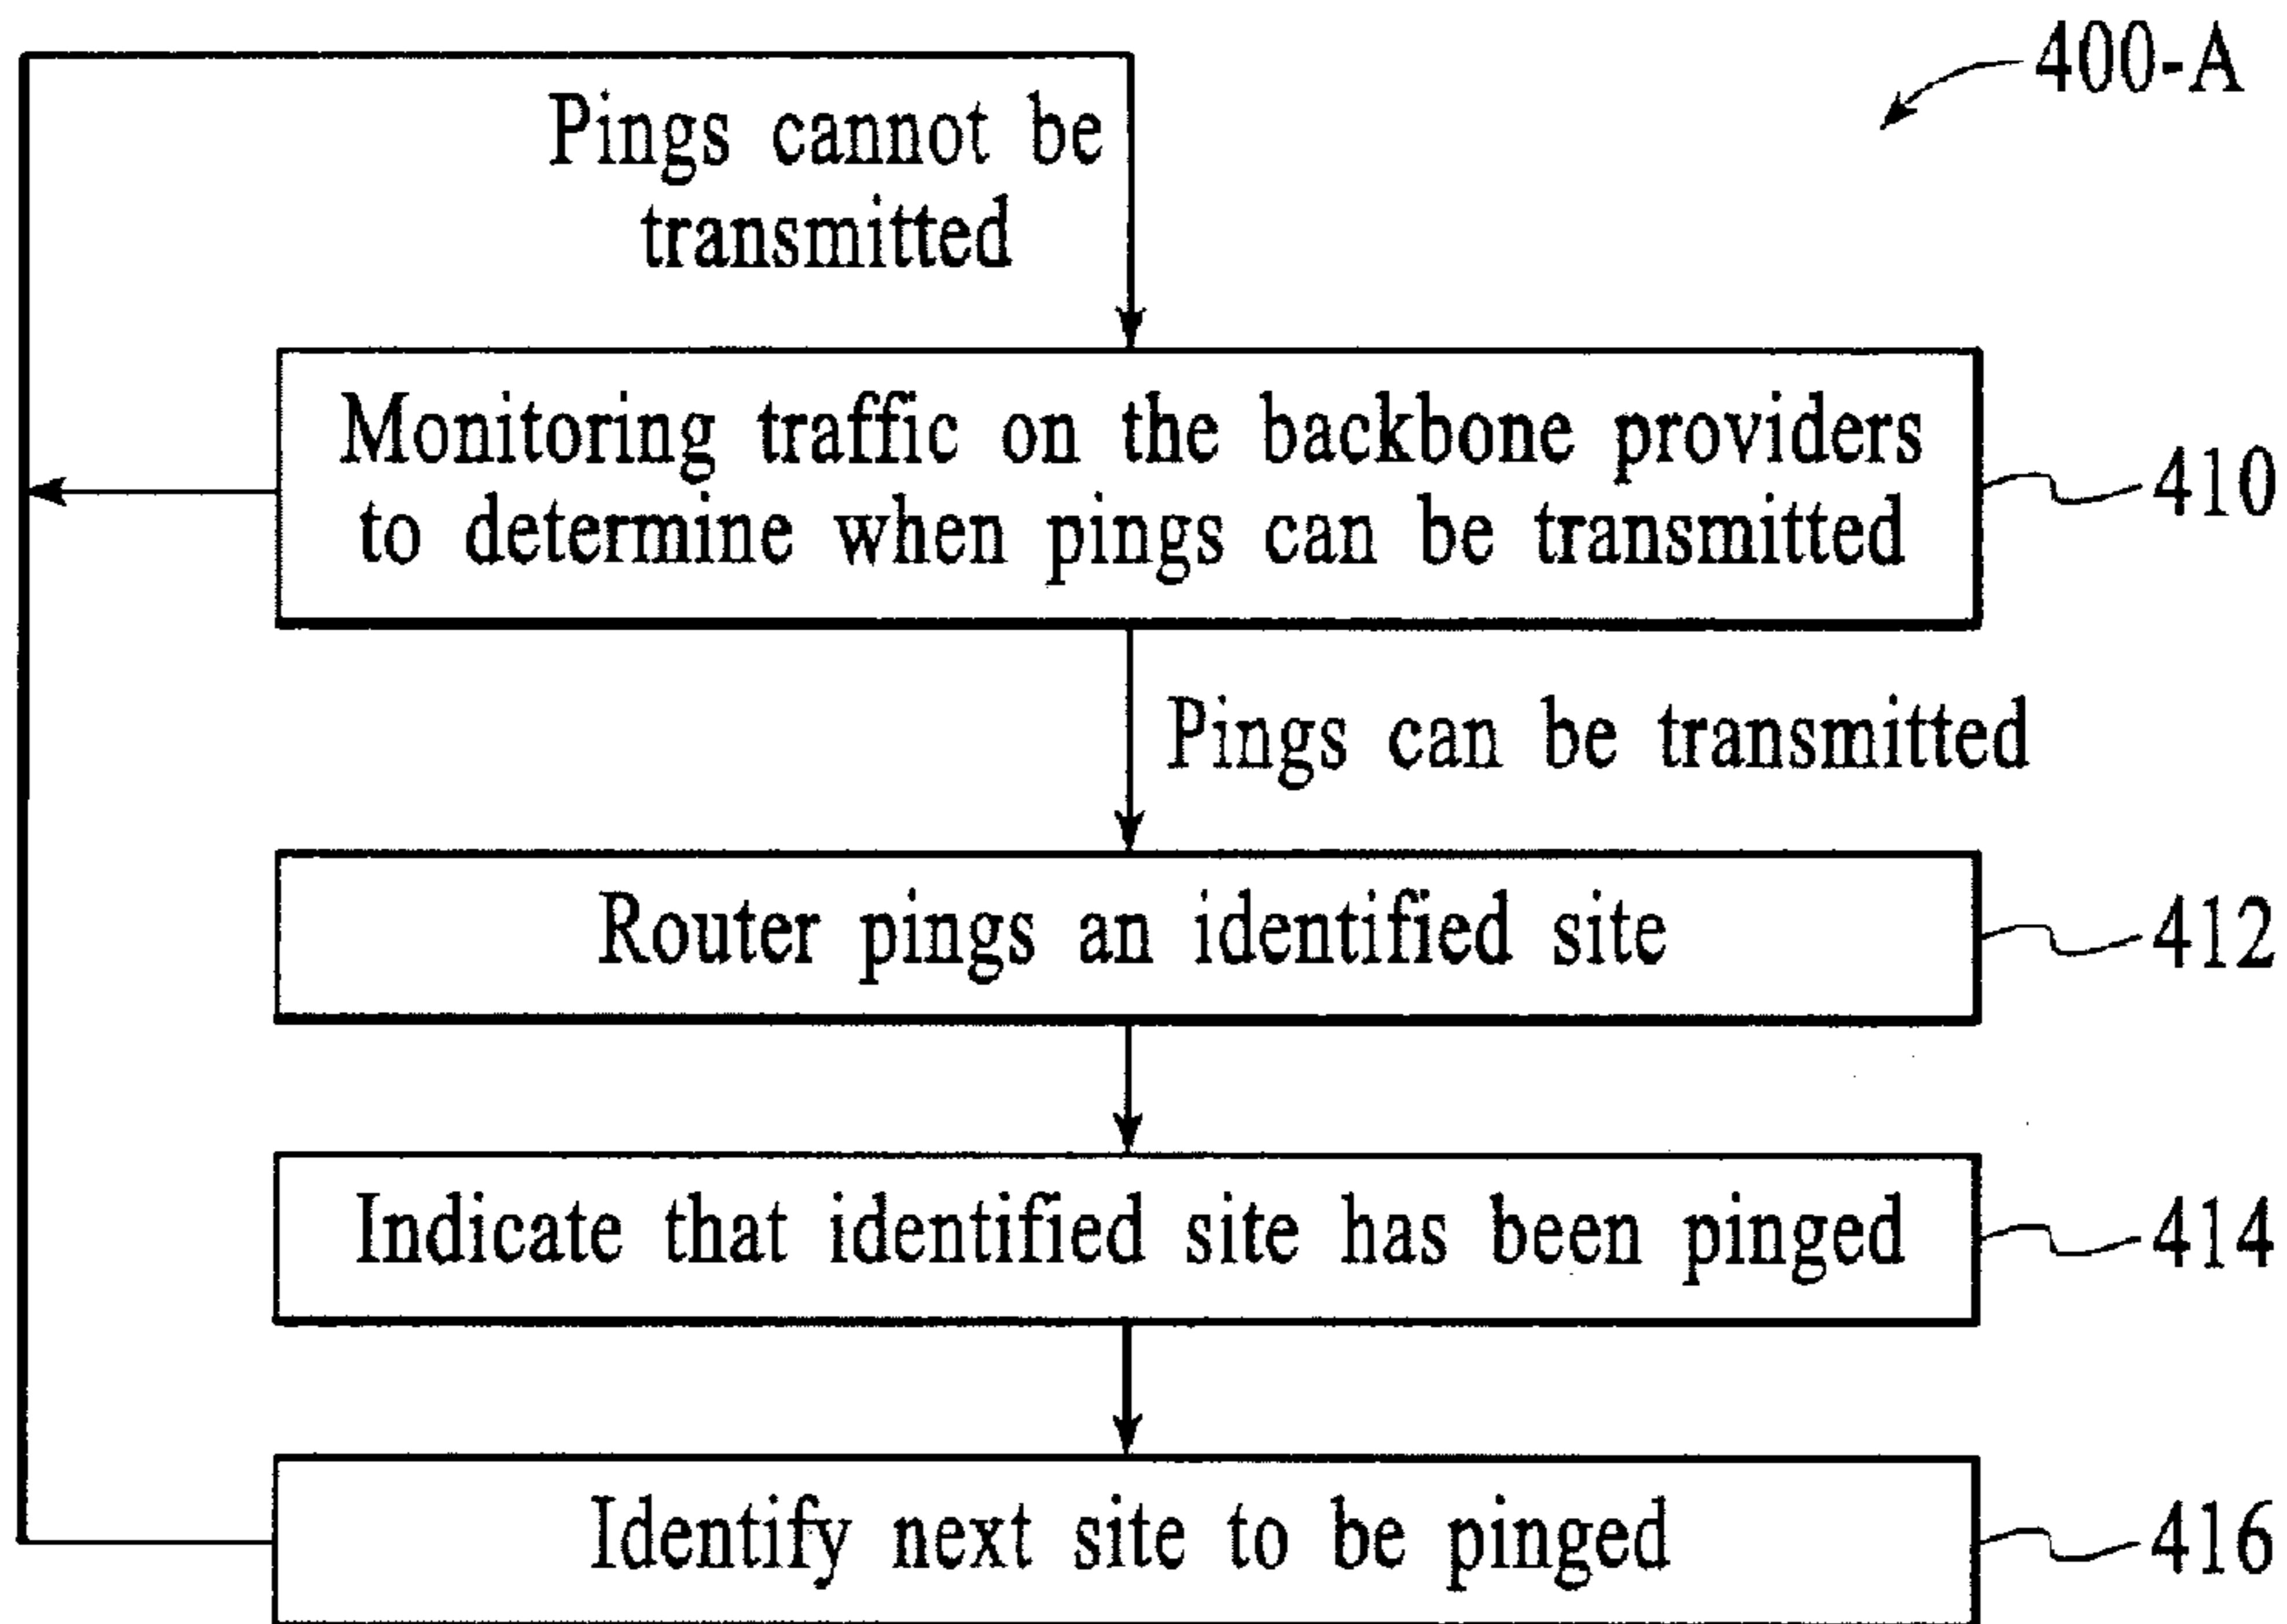 400-A
Pings cannot be
transmitted
Monitoring traffic on the backbone providers
to determine when pings can be transmitted
410
Pings can be transmitted
Router pings an identified site
412
Indicate that identified site has been pinged
414
Identify next site to be pinged
416